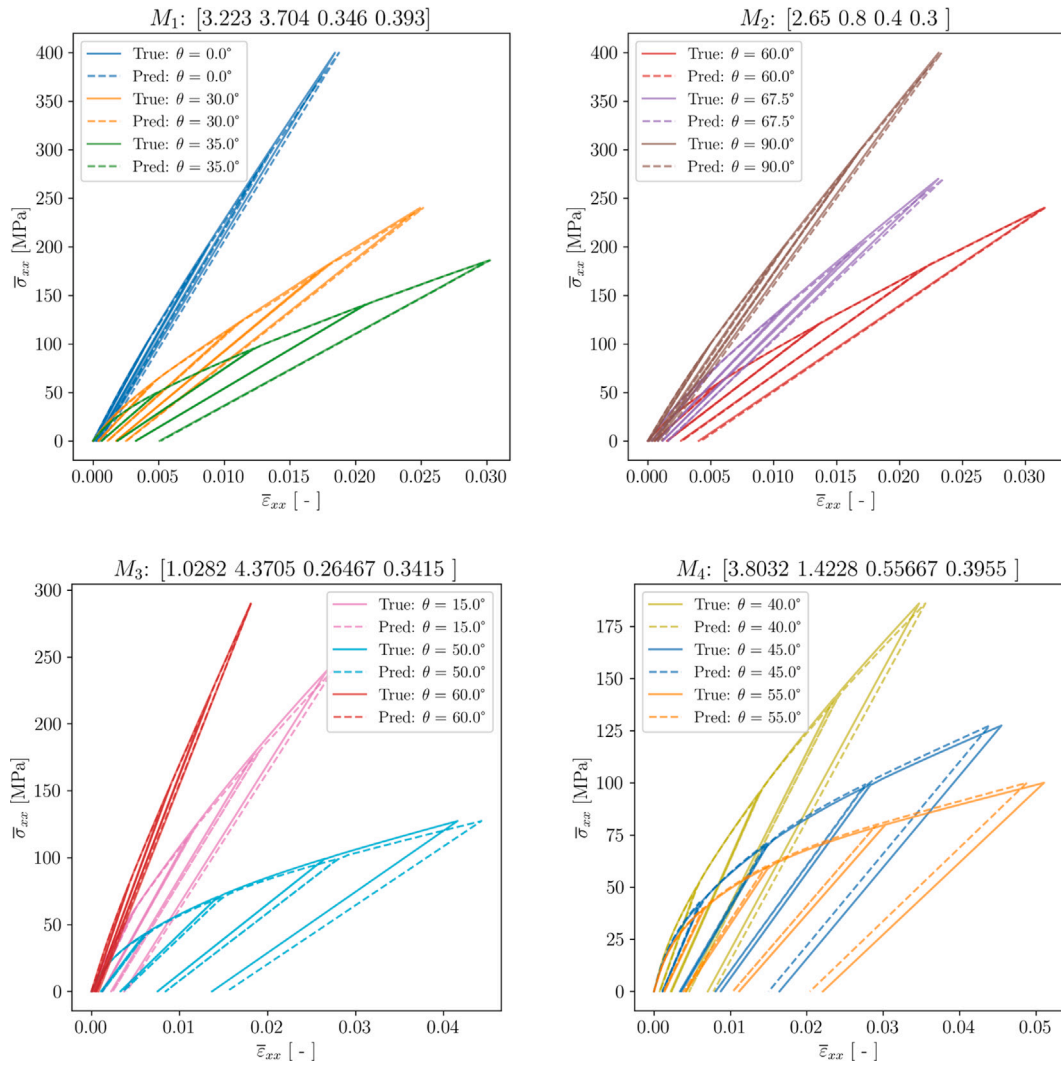 M₁: [3.223 3.704 0.346 0.393]
400
350
300
250
200
150
100
50
0
σ̅xx [MPa]
True: θ = 0.0°
Pred: θ = 0.0°
True: θ = 30.0°
Pred: θ = 30.0°
True: θ = 35.0°
Pred: θ = 35.0°
0.000 0.005 0.010 0.015 0.020 0.025 0.030
ε̅xx [ - ]
M₂: [2.65 0.8 0.4 0.3 ]
400
350
300
250
200
150
100
50
0
σ̅xx [MPa]
True: θ = 60.0°
Pred: θ = 60.0°
True: θ = 67.5°
Pred: θ = 67.5°
True: θ = 90.0°
Pred: θ = 90.0°
0.000 0.005 0.010 0.015 0.020 0.025 0.030
ε̅xx [ - ]
M₃: [1.0282 4.3705 0.26467 0.3415 ]
300
250
200
150
100
50
0
σ̅xx [MPa]
True: θ = 15.0°
Pred: θ = 15.0°
True: θ = 50.0°
Pred: θ = 50.0°
True: θ = 60.0°
Pred: θ = 60.0°
0.00 0.01 0.02 0.03 0.04
ε̅xx [ - ]
M₄: [3.8032 1.4228 0.55667 0.3955 ]
175
150
125
100
75
50
25
0
σ̅xx [MPa]
True: θ = 40.0°
Pred: θ = 40.0°
True: θ = 45.0°
Pred: θ = 45.0°
True: θ = 55.0°
Pred: θ = 55.0°
0.00 0.01 0.02 0.03 0.04 0.05
ε̅xx [ - ]